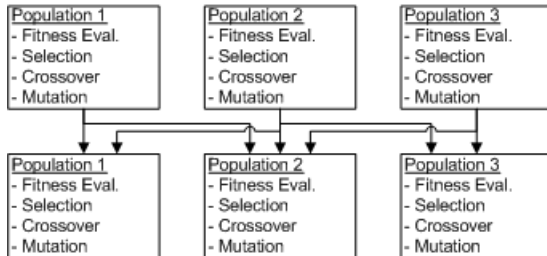 Population 1
- Fitness Eval.
- Selection
- Crossover
- Mutation
Population 2
- Fitness Eval.
- Selection
- Crossover
- Mutation
Population 3
- Fitness Eval.
- Selection
- Crossover
- Mutation
Population 1
- Fitness Eval.
- Selection
- Crossover
- Mutation
Population 2
- Fitness Eval.
- Selection
- Crossover
- Mutation
Population 3
- Fitness Eval.
- Selection
- Crossover
- Mutation